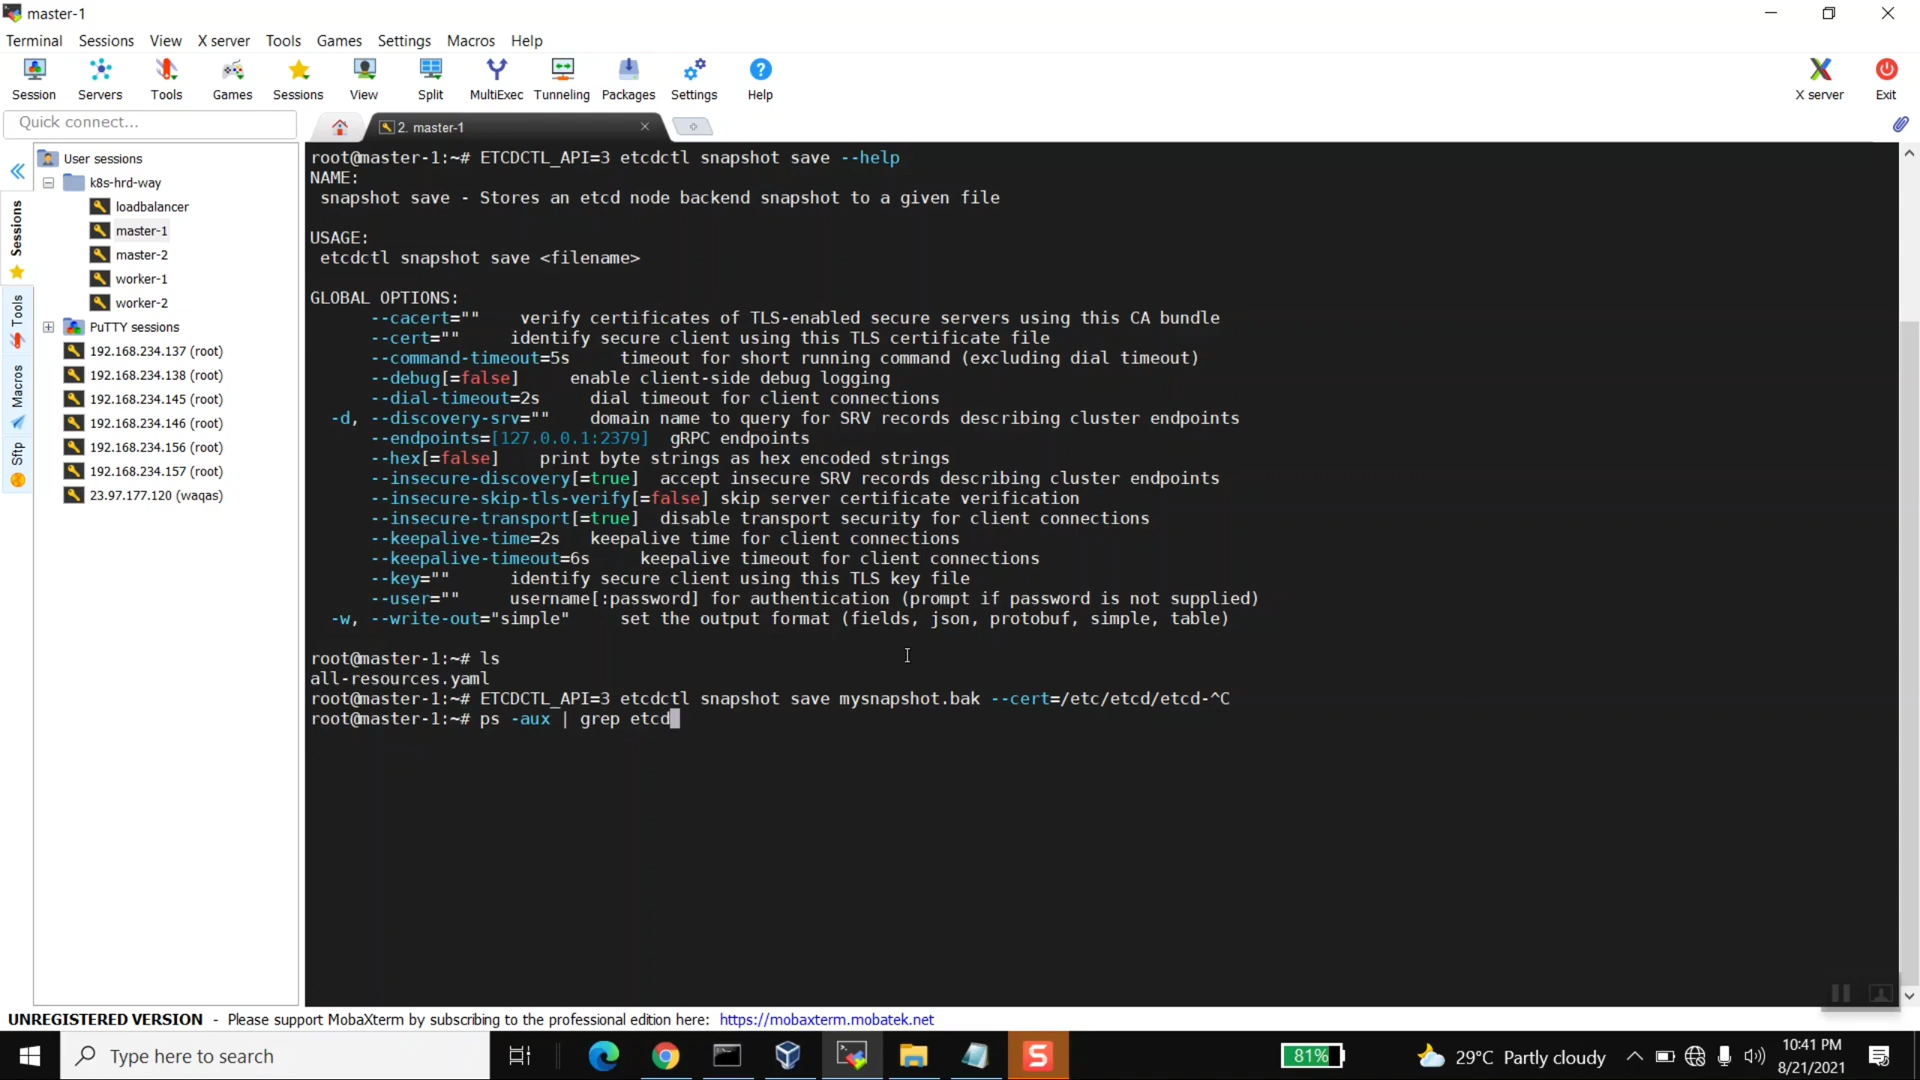 master-1
Terminal Sessions View X server Tools Games Settings Macros Help
Session Servers Tools Games Sessions View Split MultiExec Tunneling Packages Settings Help X server Exit
Quick connect...
2. master-1
User sessions
k8s-hrd-way
loadbalancer
master-1
master-2
worker-1
worker-2
PuTTY sessions
192.168.234.137 (root)
192.168.234.138 (root)
192.168.234.145 (root)
192.168.234.146 (root)
192.168.234.156 (root)
192.168.234.157 (root)
23.97.177.120 (waqas)
Sessions
Tools
Macros
Sftp
root@master-1:~# ETCDCTL_API=3 etcdctl snapshot save --help
NAME:
snapshot save - Stores an etcd node backend snapshot to a given file
USAGE:
etcdctl snapshot save <filename>
GLOBAL OPTIONS:
--cacert="" verify certificates of TLS-enabled secure servers using this CA bundle
--cert="" identify secure client using this TLS certificate file
--command-timeout=5s timeout for short running command (excluding dial timeout)
--debug[=false] enable client-side debug logging
--dial-timeout=2s dial timeout for client connections
-d, --discovery-srv="" domain name to query for SRV records describing cluster endpoints
--endpoints=[127.0.0.1:2379] gRPC endpoints
--hex[=false] print byte strings as hex encoded strings
--insecure-discovery[=true] accept insecure SRV records describing cluster endpoints
--insecure-skip-tls-verify[=false] skip server certificate verification
--insecure-transport[=true] disable transport security for client connections
--keepalive-time=2s keepalive time for client connections
--keepalive-timeout=6s keepalive timeout for client connections
--key="" identify secure client using this TLS key file
--user="" username[:password] for authentication (prompt if password is not supplied)
-w, --write-out="simple" set the output format (fields, json, protobuf, simple, table)
root@master-1:~# ls
all-resources.yaml
root@master-1:~# ETCDCTL_API=3 etcdctl snapshot save mysnapshot.bak --cert=/etc/etcd/etcd-^C
root@master-1:~# ps -aux | grep etcd
UNREGISTERED VERSION - Please support MobaXterm by subscribing to the professional edition here: https://mobaxterm.mobatek.net
Type here to search
S
81%
29°C Partly cloudy
10:41 PM
8/21/2021